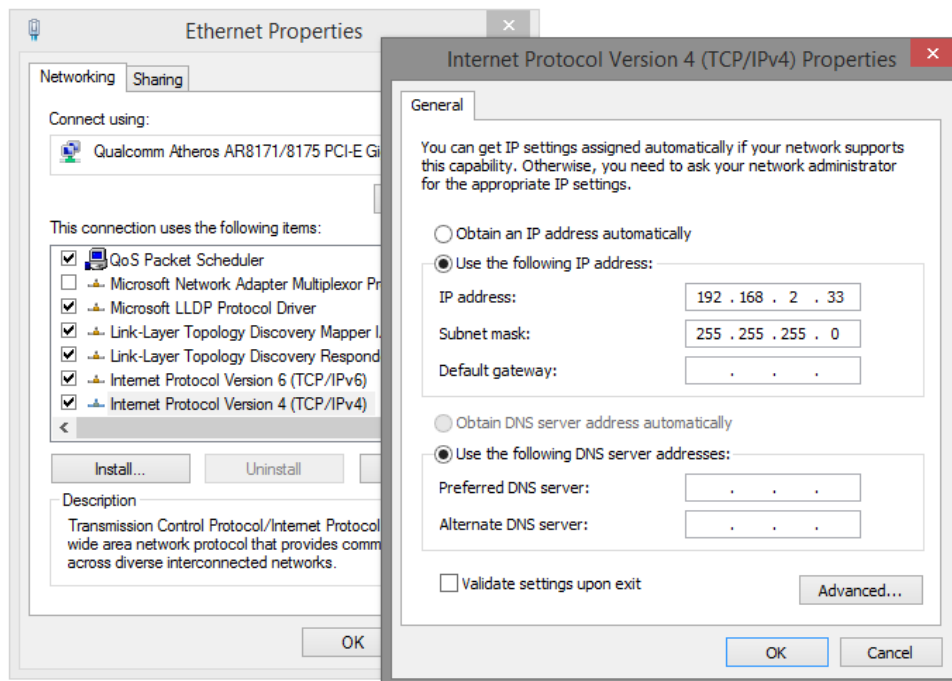 Ethernet Properties
Networking
Sharing
Connect using:
Qualcomm Atheros AR8171/8175 PCI-E Gi
This connection uses the following items:
QoS Packet Scheduler
Microsoft Network Adapter Multiplexor Pr
Microsoft LLDP Protocol Driver
Link-Layer Topology Discovery Mapper I
Link-Layer Topology Discovery Respond
Internet Protocol Version 6 (TCP/IPv6)
Internet Protocol Version 4 (TCP/IPv4)
Install...
Uninstall
Description
Transmission Control Protocol/Internet Protocol
wide area network protocol that provides comm
across diverse interconnected networks.
OK
Internet Protocol Version 4 (TCP/IPv4) Properties
General
You can get IP settings assigned automatically if your network supports
this capability. Otherwise, you need to ask your network administrator
for the appropriate IP settings.
Obtain an IP address automatically
Use the following IP address:
IP address:
192 . 168 . 2 . 33
Subnet mask:
255 . 255 . 255 . 0
Default gateway:
. . .
Obtain DNS server address automatically
Use the following DNS server addresses:
Preferred DNS server:
. . .
Alternate DNS server:
. . .
Validate settings upon exit
Advanced...
OK
Cancel